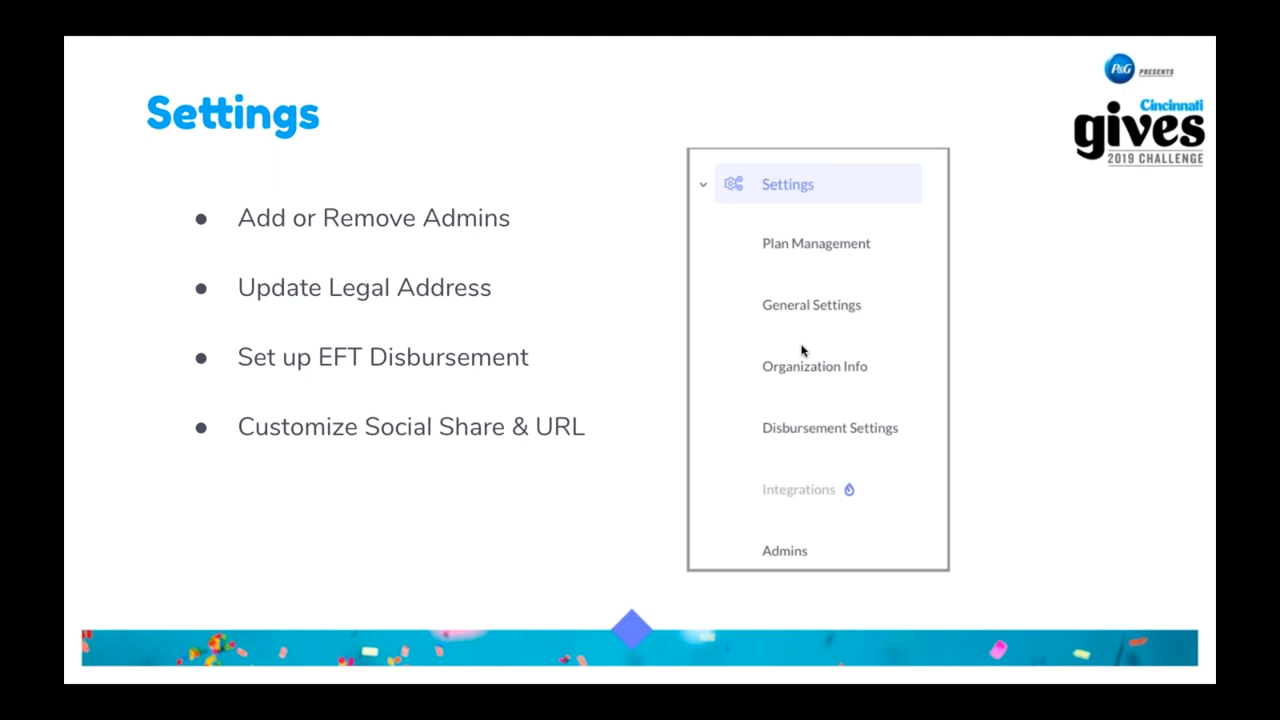 P&G PRESENTS
Cincinnati
gives
2019 CHALLENGE
Settings
● Add or Remove Admins
● Update Legal Address
● Set up EFT Disbursement
● Customize Social Share & URL
Settings
Plan Management
General Settings
Organization Info
Disbursement Settings
Integrations
Admins